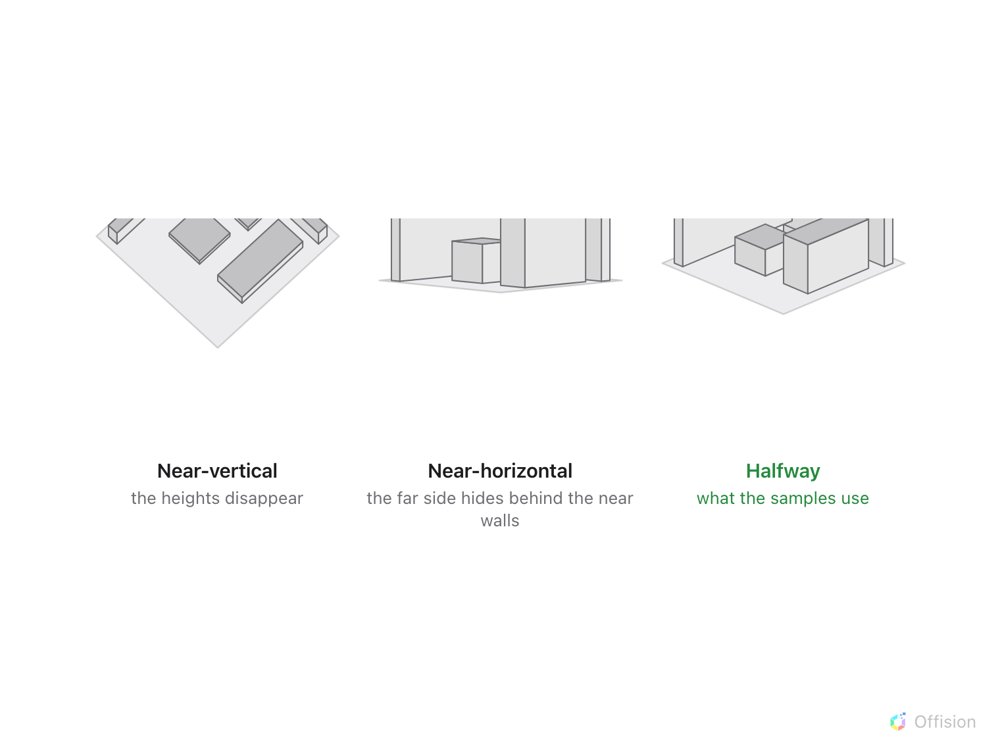 Near-vertical
the heights disappear
Near-horizontal
the far side hides behind the near
walls
Halfway
what the samples use
Offision